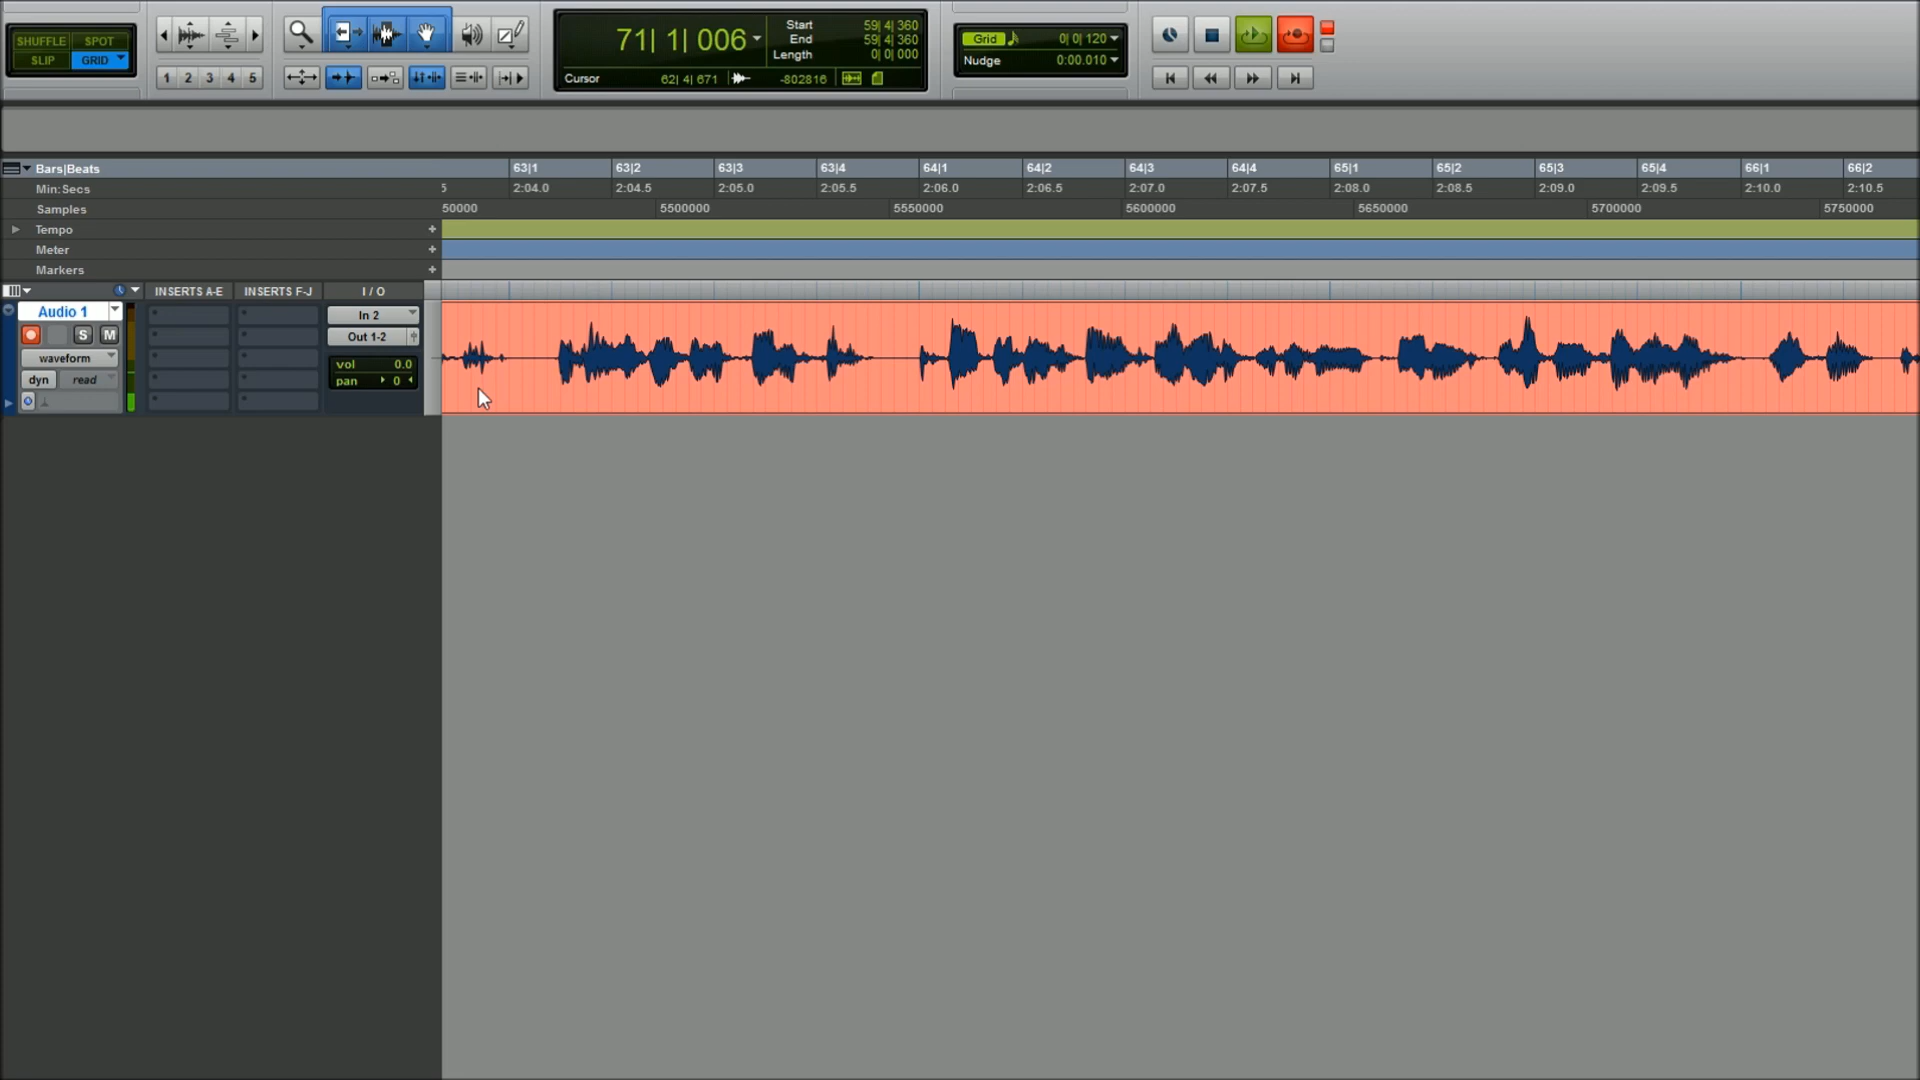 SHUFFLE SPOT
SLIP GRID
1 2 3 4 5
71| 1| 006
Start 59| 4| 360
End 59| 4| 360
Length 0| 0| 000
Cursor 62| 4| 671 -802816
Grid 0| 0| 120
Nudge 0:00.010
Bars|Beats 63|1 63|2 63|3 63|4 64|1 64|2 64|3 64|4 65|1 65|2 65|3 65|4 66|1 66|2
Min:Secs 5 2:04.0 2:04.5 2:05.0 2:05.5 2:06.0 2:06.5 2:07.0 2:07.5 2:08.0 2:08.5 2:09.0 2:09.5 2:10.0 2:10.5
Samples 50000 5500000 5550000 5600000 5650000 5700000 5750000
Tempo
Meter
Markers
INSERTS A-E INSERTS F-J I / O
Audio 1 In 2
S M Out 1-2
waveform vol 0.0
dyn read pan 0